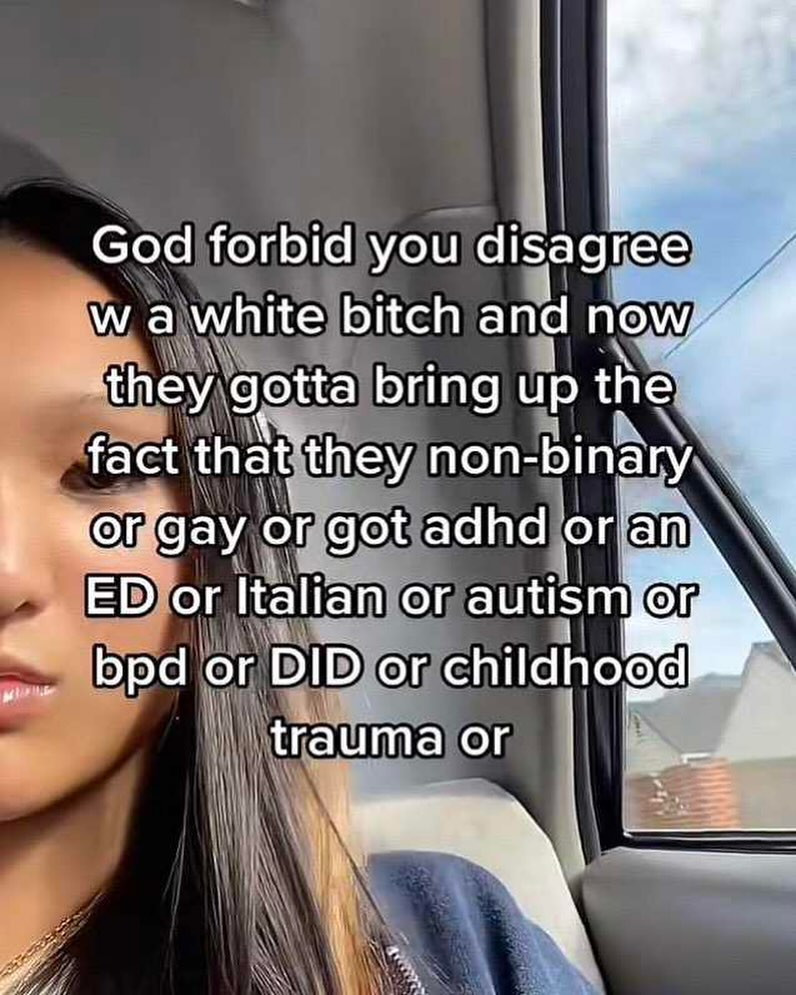 God forbid you disagree
w a white bitch and now
they gotta bring up the
fact that they non-binary
or gay or got adhd or an
ED or Italian or autism or
bpd or DID or childhood
trauma or